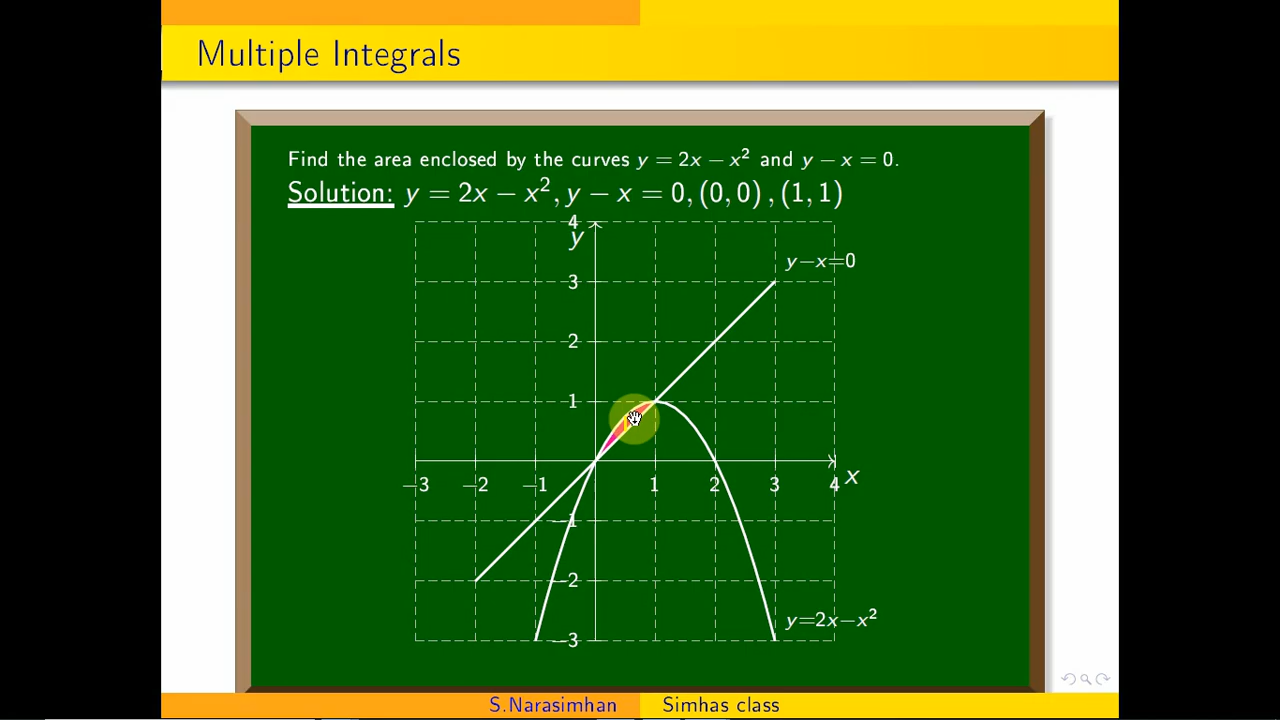 Multiple Integrals
Find the area enclosed by the curves y = 2x − x² and y − x = 0.
Solution: y = 2x − x², y − x = 0, (0, 0) , (1, 1)
4
y
y−x=0
3
2
1
−3 −2 −1 1 2 3 4 x
−1
−2
y=2x−x²
−3
S.Narasimhan Simhas class